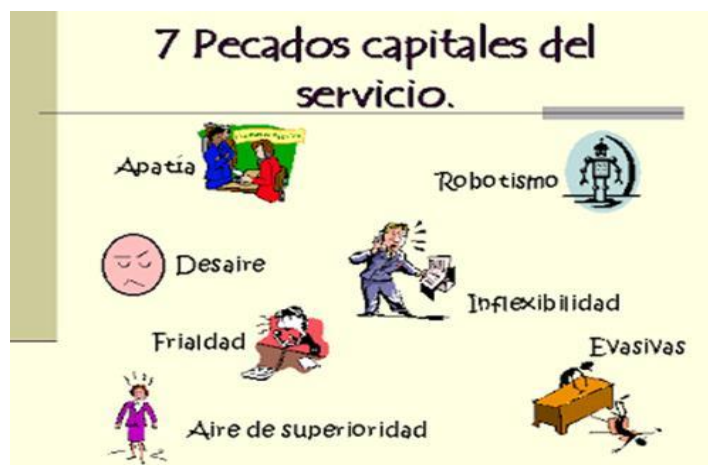 7 Pecados capitales del
servicio.
Apatía
Robotismo
Desaire
Inflexibilidad
Frialdad
Evasivas
Aire de superioridad